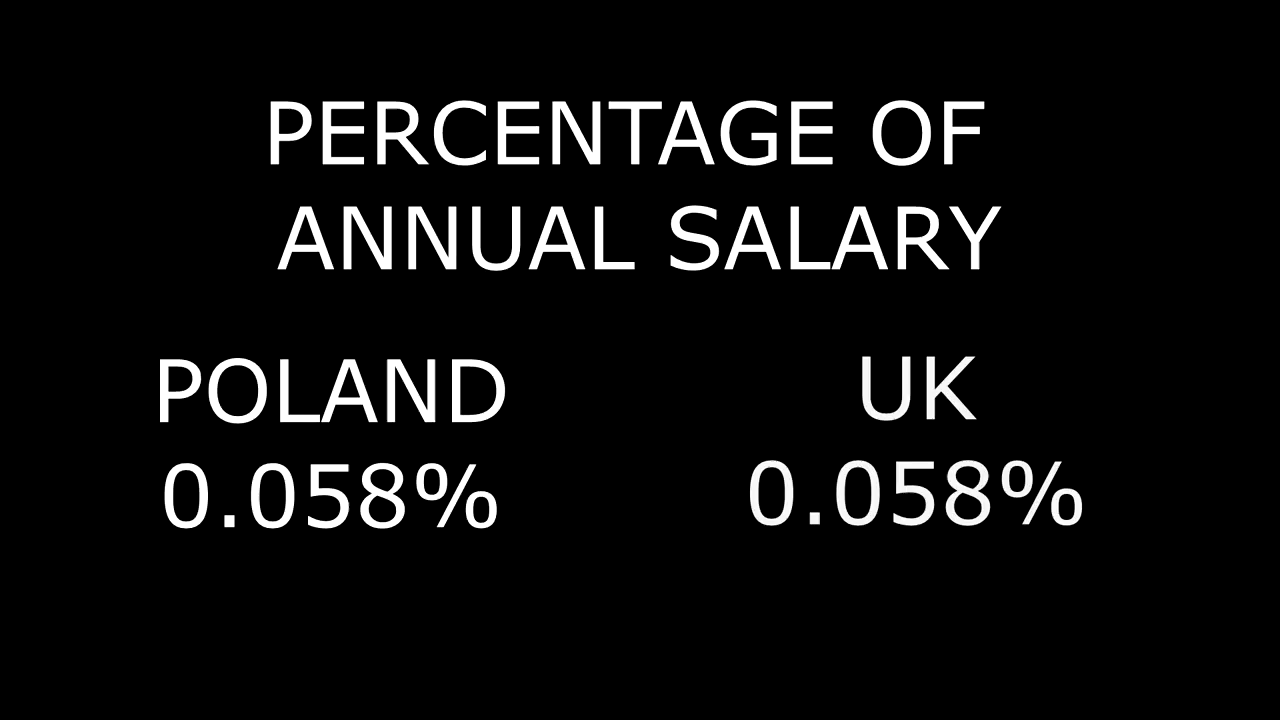 PERCENTAGE OF
ANNUAL SALARY
POLAND
0.058%
UK
0.058%